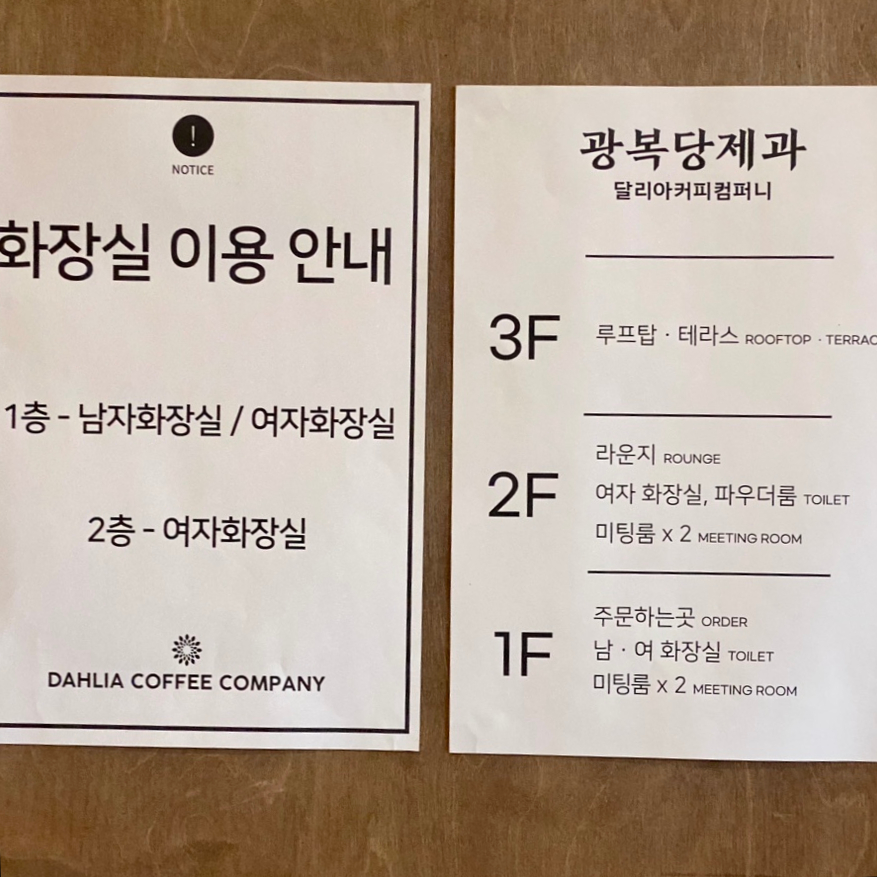 !
NOTICE
화장실 이용 안내
1층 - 남자화장실 / 여자화장실
2층 - 여자화장실
DAHLIA COFFEE COMPANY
광복당제과
달리아커피컴퍼니
3F
루프탑 · 테라스 ROOFTOP · TERRAC
2F
라운지 ROUNGE
여자 화장실, 파우더룸 TOILET
미팅룸 x 2 MEETING ROOM
1F
주문하는곳 ORDER
남 · 여 화장실 TOILET
미팅룸 x 2 MEETING ROOM